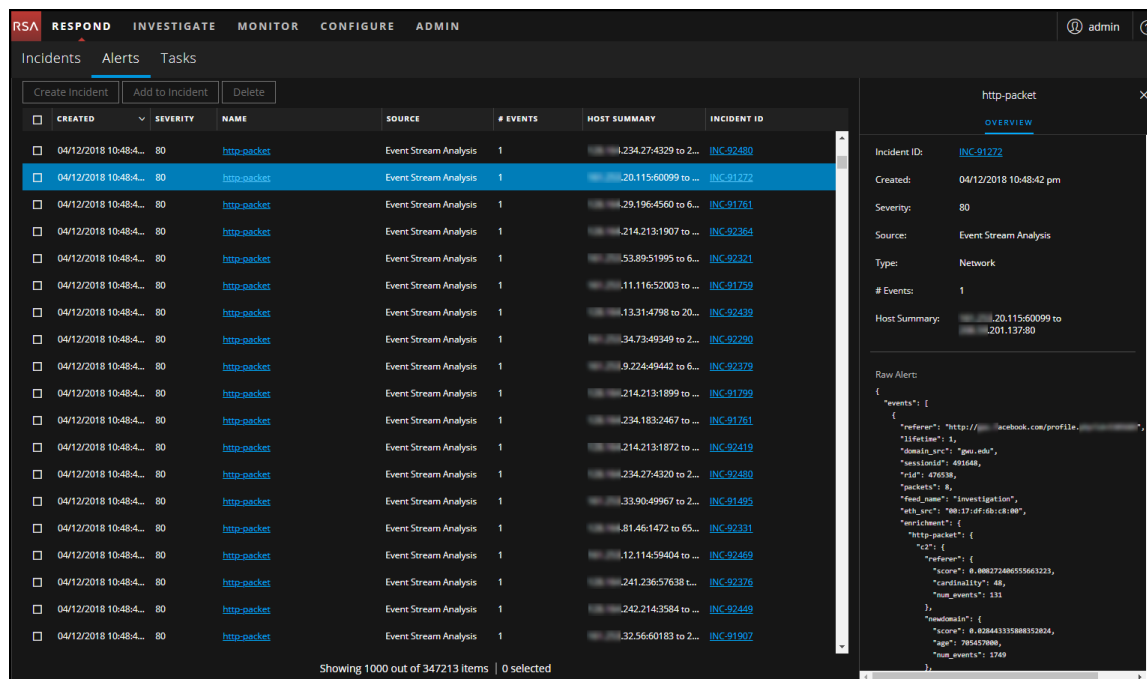 RSA RESPOND INVESTIGATE MONITOR CONFIGURE ADMIN admin
Incidents Alerts Tasks
Create Incident Add to Incident Delete
CREATED SEVERITY NAME SOURCE # EVENTS HOST SUMMARY INCIDENT ID
04/12/2018 10:48:4... 80 http-packet Event Stream Analysis 1 .234.27:4329 to 2... INC-92480
04/12/2018 10:48:4... 80 http-packet Event Stream Analysis 1 .20.115:60099 to ... INC-91272
04/12/2018 10:48:4... 80 http-packet Event Stream Analysis 1 .29.196:4560 to 6... INC-91761
04/12/2018 10:48:4... 80 http-packet Event Stream Analysis 1 .214.213:1907 to ... INC-92364
04/12/2018 10:48:4... 80 http-packet Event Stream Analysis 1 .53.89:51995 to 6... INC-92321
04/12/2018 10:48:4... 80 http-packet Event Stream Analysis 1 .11.116:52003 to ... INC-91759
04/12/2018 10:48:4... 80 http-packet Event Stream Analysis 1 .13.31:4798 to 20... INC-92439
04/12/2018 10:48:4... 80 http-packet Event Stream Analysis 1 .34.73:49349 to 2... INC-92290
04/12/2018 10:48:4... 80 http-packet Event Stream Analysis 1 .9.224:49442 to 6... INC-92379
04/12/2018 10:48:4... 80 http-packet Event Stream Analysis 1 .214.213:1899 to ... INC-91799
04/12/2018 10:48:4... 80 http-packet Event Stream Analysis 1 .234.183:2467 to ... INC-91761
04/12/2018 10:48:4... 80 http-packet Event Stream Analysis 1 .214.213:1872 to ... INC-92419
04/12/2018 10:48:4... 80 http-packet Event Stream Analysis 1 .234.27:4320 to 2... INC-92480
04/12/2018 10:48:4... 80 http-packet Event Stream Analysis 1 .33.90:49967 to 2... INC-91495
04/12/2018 10:48:4... 80 http-packet Event Stream Analysis 1 .81.46:1472 to 65... INC-92331
04/12/2018 10:48:4... 80 http-packet Event Stream Analysis 1 .12.114:59404 to ... INC-92469
04/12/2018 10:48:4... 80 http-packet Event Stream Analysis 1 .241.236:57638 t... INC-92376
04/12/2018 10:48:4... 80 http-packet Event Stream Analysis 1 .242.214:3584 to ... INC-92449
04/12/2018 10:48:4... 80 http-packet Event Stream Analysis 1 .32.56:60183 to 2... INC-91907
Showing 1000 out of 347213 items | 0 selected
http-packet
OVERVIEW
Incident ID: INC-91272
Created: 04/12/2018 10:48:42 pm
Severity: 80
Source: Event Stream Analysis
Type: Network
# Events: 1
Host Summary: .20.115:60099 to
.201.137:80
Raw Alert:
{
"events": [
{
"referer": "http:// acebook.com/profile. ",
"lifetime": 1,
"domain_src": "gwu.edu",
"sessionid": 491648,
"rid": 476538,
"packets": 8,
"feed_name": "investigation",
"eth_src": "00:17:df:6b:c8:00",
"enrichment": {
"http-packet": {
"c2": {
"referer": {
"score": 0.008272406555663223,
"cardinality": 48,
"num_events": 131
},
"newdomain": {
"score": 0.028443335808352024,
"age": 705457000,
"num_events": 1749
},